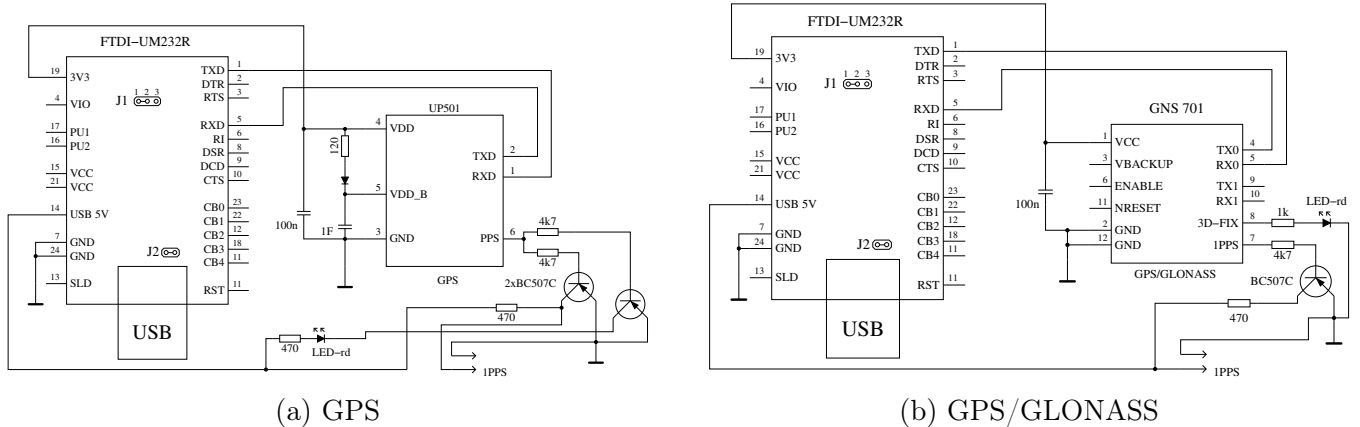 FTDI−UM232R
19 3V3
4 VIO
17 PU1
16 PU2
15 VCC
21 VCC
14 USB 5V
7 GND
24 GND
13 SLD
J1 1 2 3
J2
TXD 1
DTR 2
RTS 3
RXD 5
RI 6
DSR 8
DCD 9
CTS 10
CB0 23
CB1 22
CB2 12
CB3 18
CB4 11
RST 11
USB
UP501
4 VDD
5 VDD_B
3 GND
TXD 2
RXD 1
PPS 6
GPS
120
1F
100n
4k7
4k7
2xBC507C
470
470
LED−rd
1PPS
(a) GPS
FTDI−UM232R
19 3V3
4 VIO
17 PU1
16 PU2
15 VCC
21 VCC
14 USB 5V
7 GND
24 GND
13 SLD
J1 1 2 3
J2
TXD 1
DTR 2
RTS 3
RXD 5
RI 6
DSR 8
DCD 9
CTS 10
CB0 23
CB1 22
CB2 12
CB3 18
CB4 11
RST 11
USB
GNS 701
1 VCC
3 VBACKUP
6 ENABLE
11 NRESET
2 GND
12 GND
TX0 4
RX0 5
TX1 9
RX1 10
3D−FIX 8
1PPS 7
GPS/GLONASS
100n
1k
LED−rd
4k7
BC507C
470
1PPS
(b) GPS/GLONASS